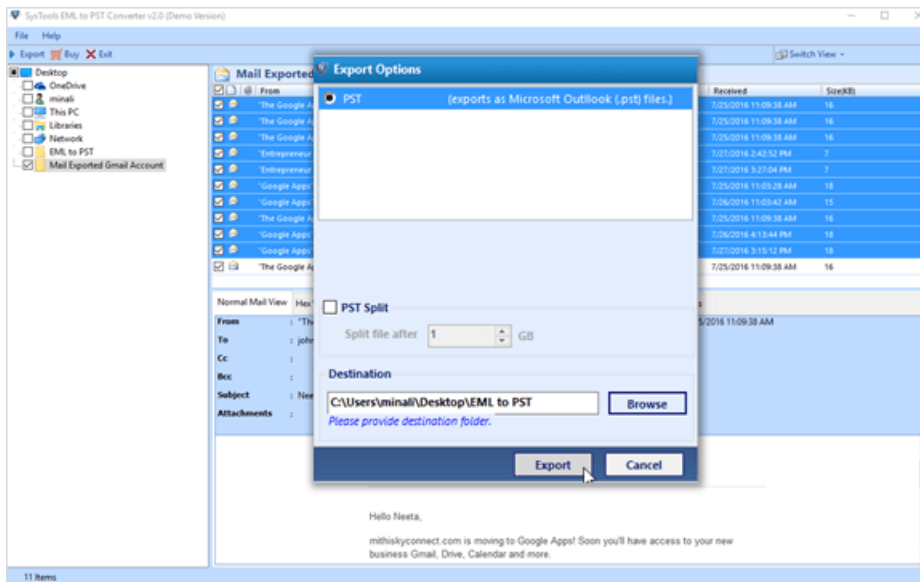 SysTools EML to PST Converter v2.0 (Demo Version)
File Help
Export Buy Exit
Switch View
Desktop
OneDrive
minali
This PC
Libraries
Network
EML to PST
Mail Exported Gmail Account
Mail Exported
From Received Size(KB)
"The Google A 7/25/2016 11:09:38 AM 16
"The Google A 7/25/2016 11:09:38 AM 16
"The Google A 7/25/2016 11:09:38 AM 16
"Entrepreneur 7/27/2016 2:42:52 PM 7
"Entrepreneur 7/27/2016 3:27:04 PM 7
"Google Apps" 7/25/2016 11:03:28 AM 18
"Google Apps" 7/26/2016 11:03:42 AM 15
"The Google A 7/25/2016 11:09:38 AM 16
"Google Apps" 7/26/2016 4:13:44 PM 18
"Google Apps" 7/27/2016 3:15:12 PM 18
"The Google A 7/25/2016 11:09:38 AM 16
Normal Mail View Hex
From : "Th 5/2016 11:09:38 AM
To : john
Cc :
Bcc :
Subject : Nee
Attachments :
Export Options
PST (exports as Microsoft Outllook (.pst) files.)
PST Split
Split file after 1 GB
Destination
C:\Users\minali\Desktop\EML to PST
Browse
Please provide destination folder.
Export Cancel
Hello Neeta,
mithiskyconnect.com is moving to Google Apps! Soon you'll have access to your new
business Gmail, Drive, Calendar and more.
11 Items